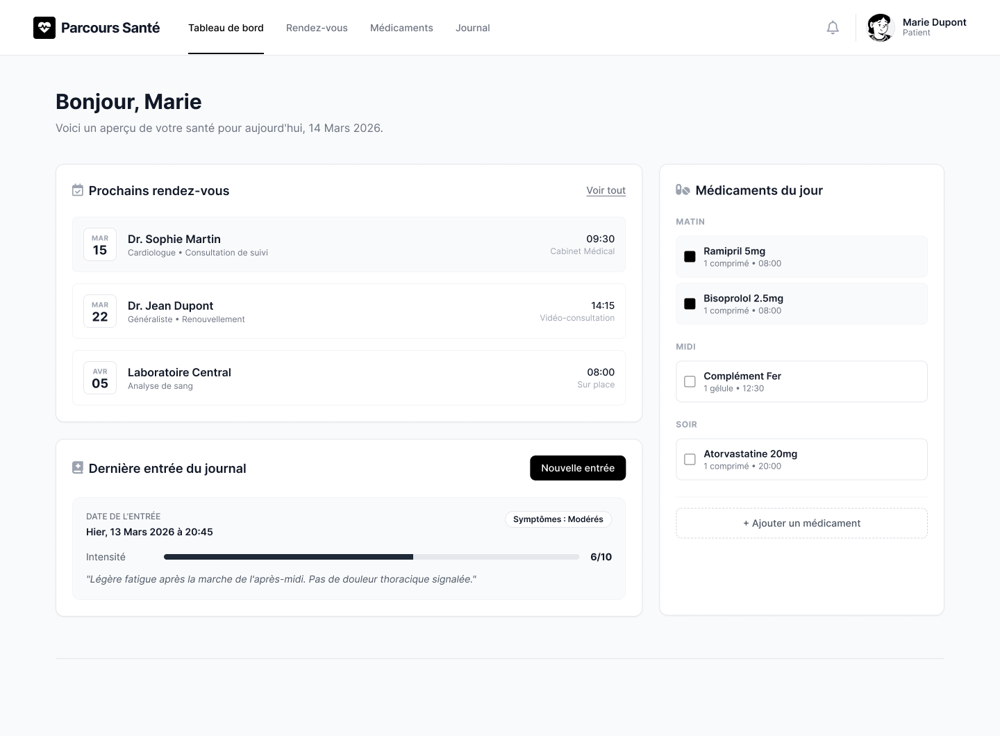 Parcours Santé
Tableau de bord
Rendez-vous
Médicaments
Journal
Marie Dupont
Patient
Bonjour, Marie
Voici un aperçu de votre santé pour aujourd'hui, 14 Mars 2026.
Prochains rendez-vous
Voir tout
MAR
15
Dr. Sophie Martin
Cardiologue • Consultation de suivi
09:30
Cabinet Médical
MAR
22
Dr. Jean Dupont
Généraliste • Renouvellement
14:15
Vidéo-consultation
AVR
05
Laboratoire Central
Analyse de sang
08:00
Sur place
Dernière entrée du journal
Nouvelle entrée
DATE DE L'ENTRÉE
Hier, 13 Mars 2026 à 20:45
Symptômes : Modérés
Intensité
6/10
"Légère fatigue après la marche de l'après-midi. Pas de douleur thoracique signalée."
Médicaments du jour
MATIN
Ramipril 5mg
1 comprimé • 08:00
Bisoprolol 2.5mg
1 comprimé • 08:00
MIDI
Complément Fer
1 gélule • 12:30
SOIR
Atorvastatine 20mg
1 comprimé • 20:00
+ Ajouter un médicament